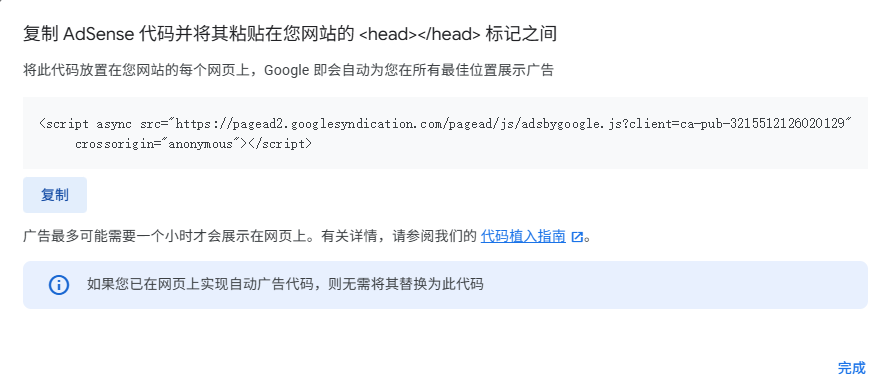 复制 AdSense 代码并将其粘贴在您网站的 <head></head> 标记之间
将此代码放置在您网站的每个网页上，Google 即会自动为您在所有最佳位置展示广告
<script async src="https://pagead2.googlesyndication.com/pagead/js/adsbygoogle.js?client=ca-pub-3215512126020129"
crossorigin="anonymous"></script>
复制
广告最多可能需要一个小时才会展示在网页上。有关详情，请参阅我们的 代码植入指南。
如果您已在网页上实现自动广告代码，则无需将其替换为此代码
完成